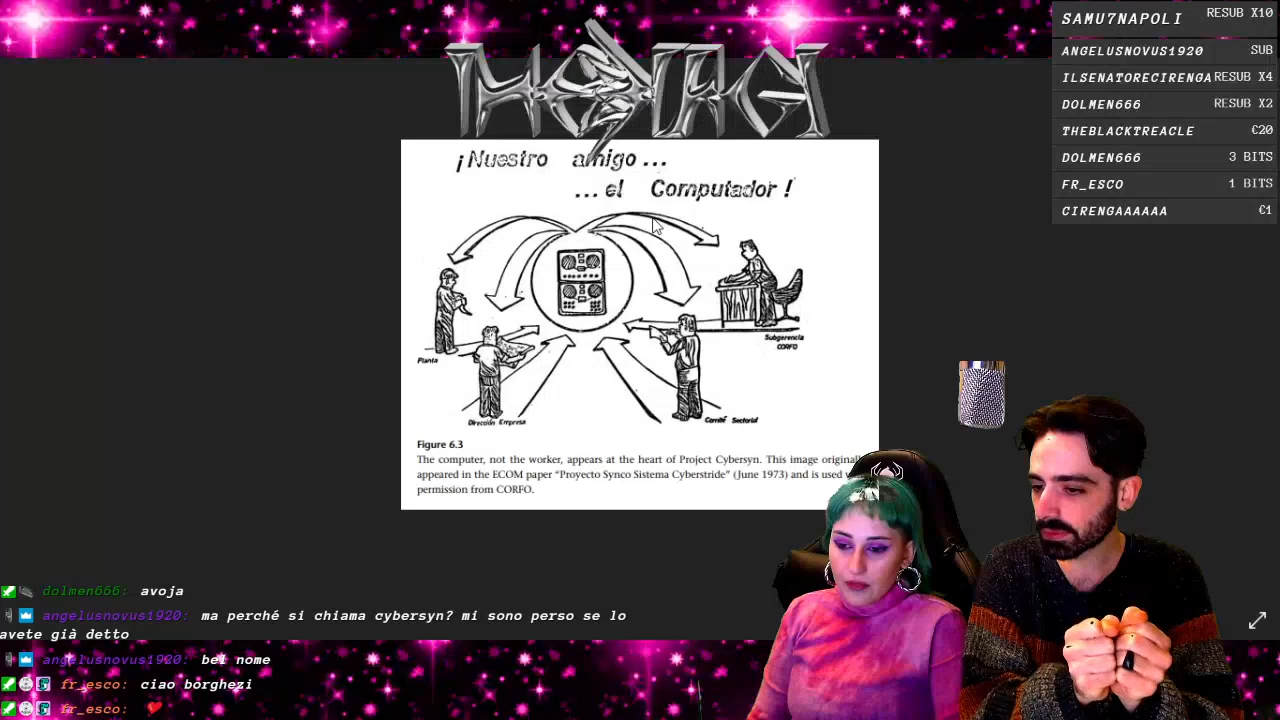 SAMU7NAPOLI RESUB X10
ANGELUSNOVUS1920 SUB
ILSENATORECIRENGA RESUB X4
DOLMEN666 RESUB X2
THEBLACKTREACLE €20
DOLMEN666 3 BITS
FR_ESCO 1 BITS
CIRENGAAAAAA €1
¡Nuestro amigo...
...el Computador!
Planta
Subgerencia
CORFO
Dirección Empresa
Comité Sectorial
Figure 6.3
The computer, not the worker, appears at the heart of Project Cybersyn. This image original
appeared in the ECOM paper “Proyecto Synco Sistema Cyberstride” (June 1973) and is used
permission from CORFO.
dolmen666: avoja
angelusnovus1920: ma perché si chiama cybersyn? mi sono perso se lo
avete già detto
angelusnovus1920: bel nome
fr_esco: ciao borghezi
fr_esco: ❤